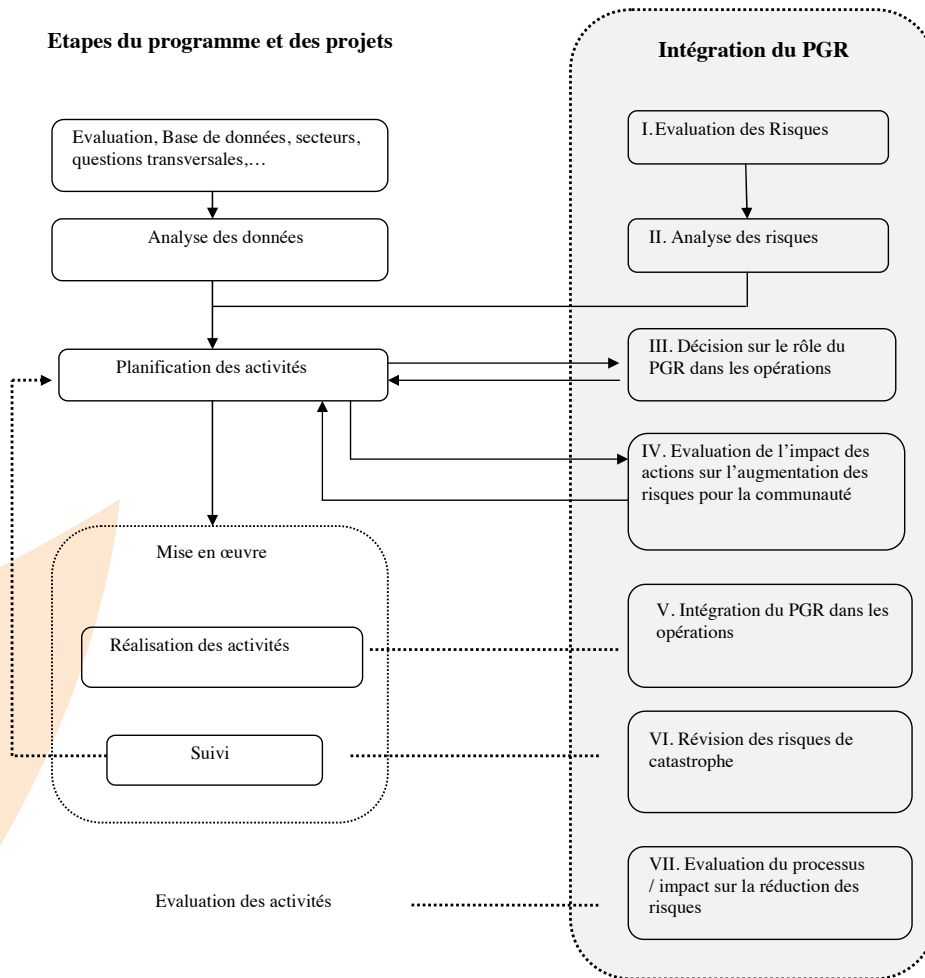 Etapes du programme et des projets
Evaluation, Base de données, secteurs,
questions transversales,…
Analyse des données
Planification des activités
Mise en œuvre
Réalisation des activités
Suivi
Evaluation des activités
Intégration du PGR
I.Evaluation des Risques
II. Analyse des risques
III. Décision sur le rôle du
PGR dans les opérations
IV. Evaluation de l’impact des
actions sur l’augmentation des
risques pour la communauté
V. Intégration du PGR dans les
opérations
VI. Révision des risques de
catastrophe
VII. Evaluation du processus
/ impact sur la réduction des
risques